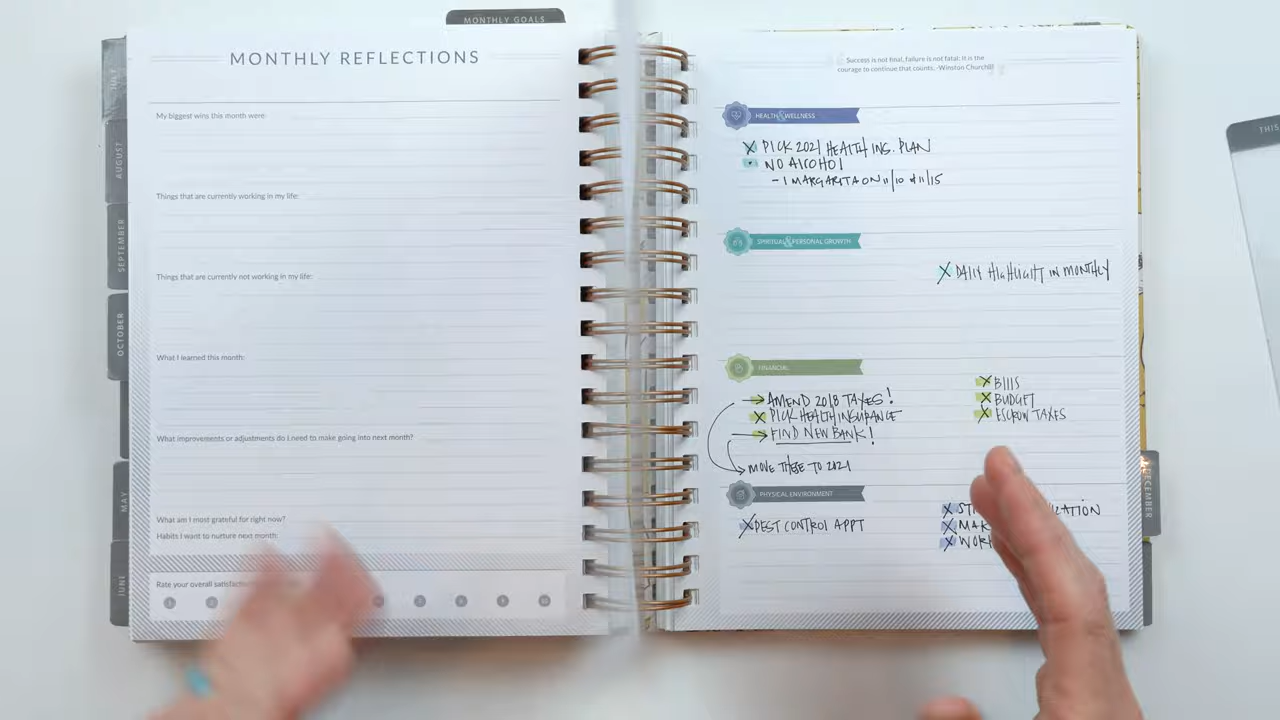 MONTHLY GOALS
MONTHLY REFLECTIONS
My biggest wins this month were:
Things that are currently working in my life:
Things that are currently not working in my life:
What I learned this month:
What improvements or adjustments do I need to make going into next month?
What am I most grateful for right now?
Habits I want to nurture next month:
Rate your overall
JULY
AUGUST
SEPTEMBER
OCTOBER
MAY
JUNE
Success is not final, failure is not fatal: it is the
courage to continue that counts. -Winston Churchill
HEALTH & WELLNESS
X PICK 2021 HEALTH INS. PLAN
• NO ALCOHOL
- 1 MARGARITA ON 11/10 & 11/15
SPIRITUAL & PERSONAL GROWTH
X DAILY HIGHLIGHT IN MONTHLY
FINANCIAL
→ AMEND 2018 TAXES!
X PICK HEALTH INSURANCE
→ FIND NEW BANK!
MOVE THESE TO 2021
X BILLS
X BUDGET
X ESCROW TAXES
PHYSICAL ENVIRONMENT
X PEST CONTROL APPT
DECEMBER
THIS